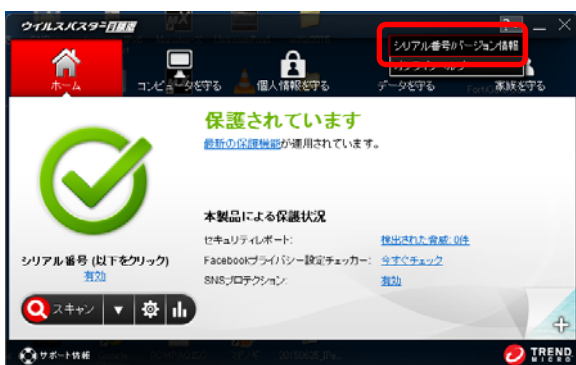 ウイルスバスター月額版
?
シリアル番号/バージョン情報
オンラインヘルプ
ホーム
コンピュータを守る
個人情報を守る
データを守る
家族を守る
保護されています
最新の保護機能が運用されています。
本製品による保護状況
セキュリティレポート:
検出された脅威: 0件
シリアル番号 (以下をクリック)
有効
Facebookプライバシー設定チェッカー:
今すぐチェック
SNSプロテクション:
有効
スキャン
サポート情報
TREND
MICRO